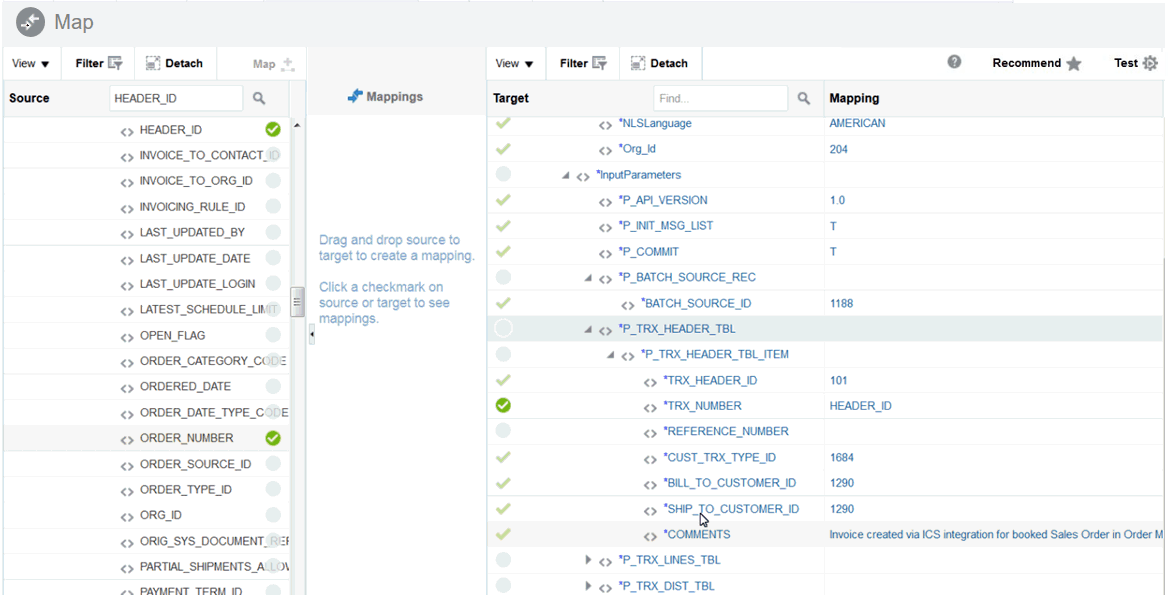 Map
View ▼ Filter Detach Map
Source HEADER_ID
HEADER_ID
INVOICE_TO_CONTACT_ID
INVOICE_TO_ORG_ID
INVOICING_RULE_ID
LAST_UPDATED_BY
LAST_UPDATE_DATE
LAST_UPDATE_LOGIN
LATEST_SCHEDULE_LIMIT
OPEN_FLAG
ORDER_CATEGORY_CODE
ORDERED_DATE
ORDER_DATE_TYPE_CODE
ORDER_NUMBER
ORDER_SOURCE_ID
ORDER_TYPE_ID
ORG_ID
ORIG_SYS_DOCUMENT_REF
PARTIAL_SHIPMENTS_ALLOW
PAYMENT_TERM_ID
Mappings
Drag and drop source to
target to create a mapping.
Click a checkmark on
source or target to see
mappings.
View ▼ Filter Detach Recommend Test
Target Find... Mapping
*NLSLanguage AMERICAN
*Org_Id 204
*InputParameters
*P_API_VERSION 1.0
*P_INIT_MSG_LIST T
*P_COMMIT T
*P_BATCH_SOURCE_REC
*BATCH_SOURCE_ID 1188
*P_TRX_HEADER_TBL
*P_TRX_HEADER_TBL_ITEM
*TRX_HEADER_ID 101
*TRX_NUMBER HEADER_ID
*REFERENCE_NUMBER
*CUST_TRX_TYPE_ID 1684
*BILL_TO_CUSTOMER_ID 1290
*SHIP_TO_CUSTOMER_ID 1290
*COMMENTS Invoice created via ICS integration for booked Sales Order in Order M
*P_TRX_LINES_TBL
*P_TRX_DIST_TBL